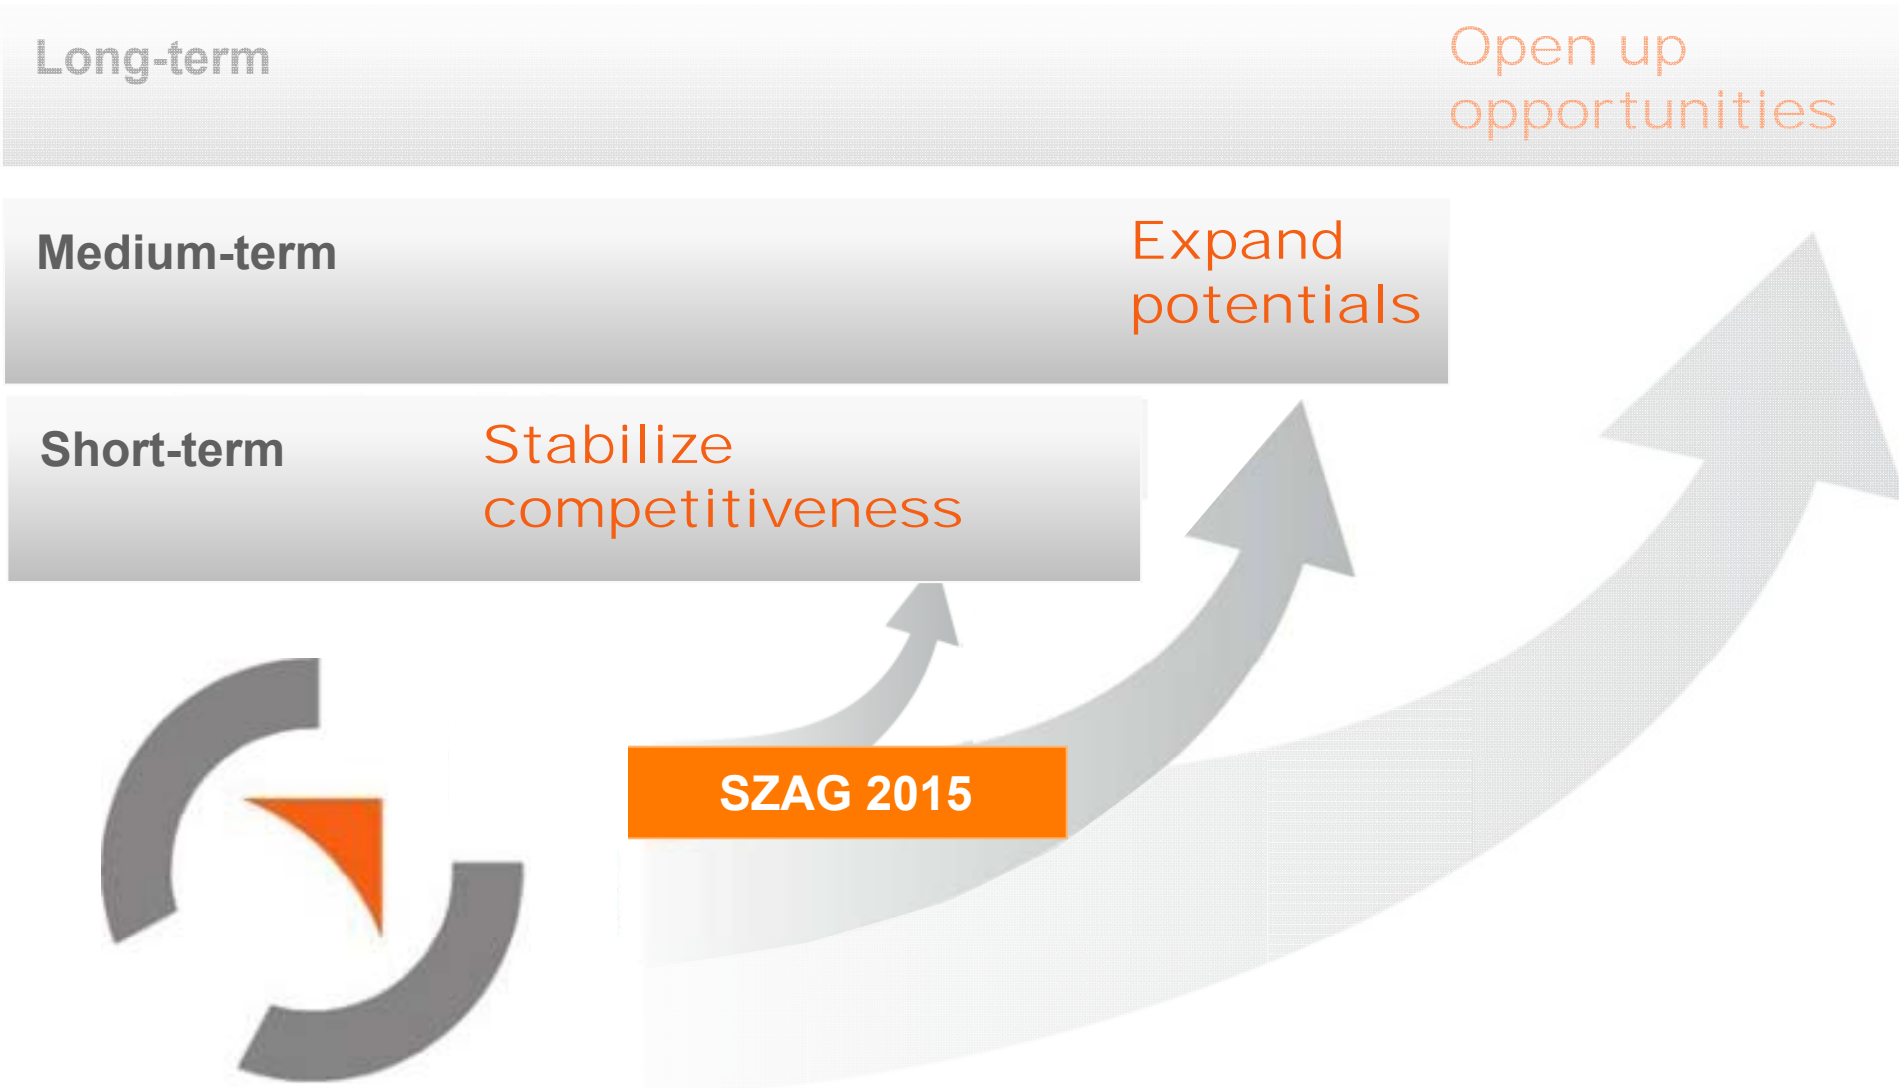 Long-term
Open up
opportunities
Medium-term
Expand
potentials
Short-term
Stabilize
competitiveness
SZAG 2015